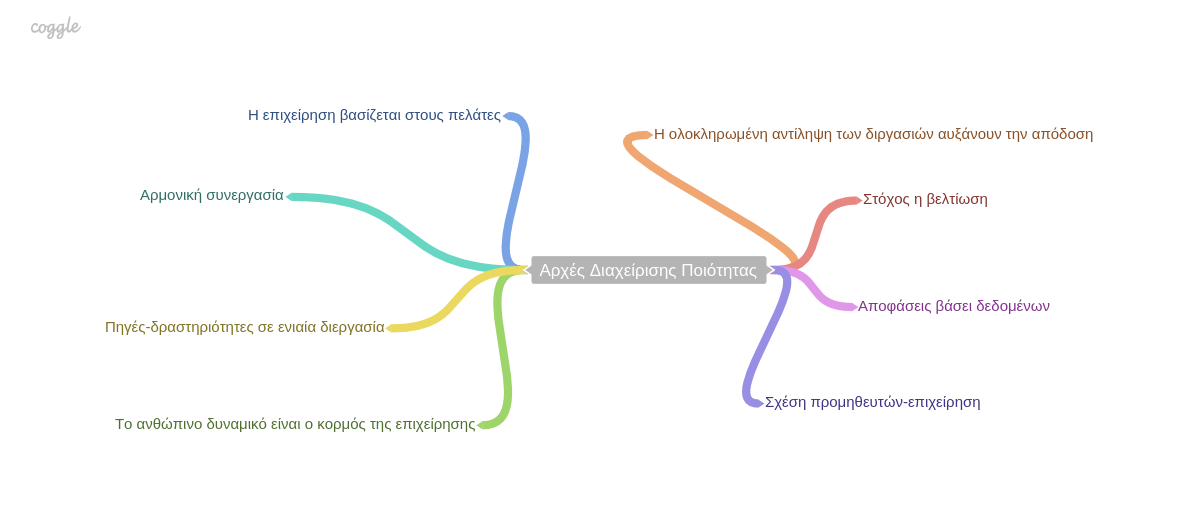 coggle
Η επιχείρηση βασίζεται στους πελάτες
Αρμονική συνεργασία
Πηγές-δραστηριότητες σε ενιαία διεργασία
Το ανθώπινο δυναμικό είναι ο κορμός της επιχείρησης
Αρχές Διαχείρισης Ποιότητας
Η ολοκληρωμένη αντίληψη των διργασιών αυξάνουν την απόδοση
Στόχος η βελτίωση
Αποφάσεις βάσει δεδομένων
Σχέση προμηθευτών-επιχείρηση